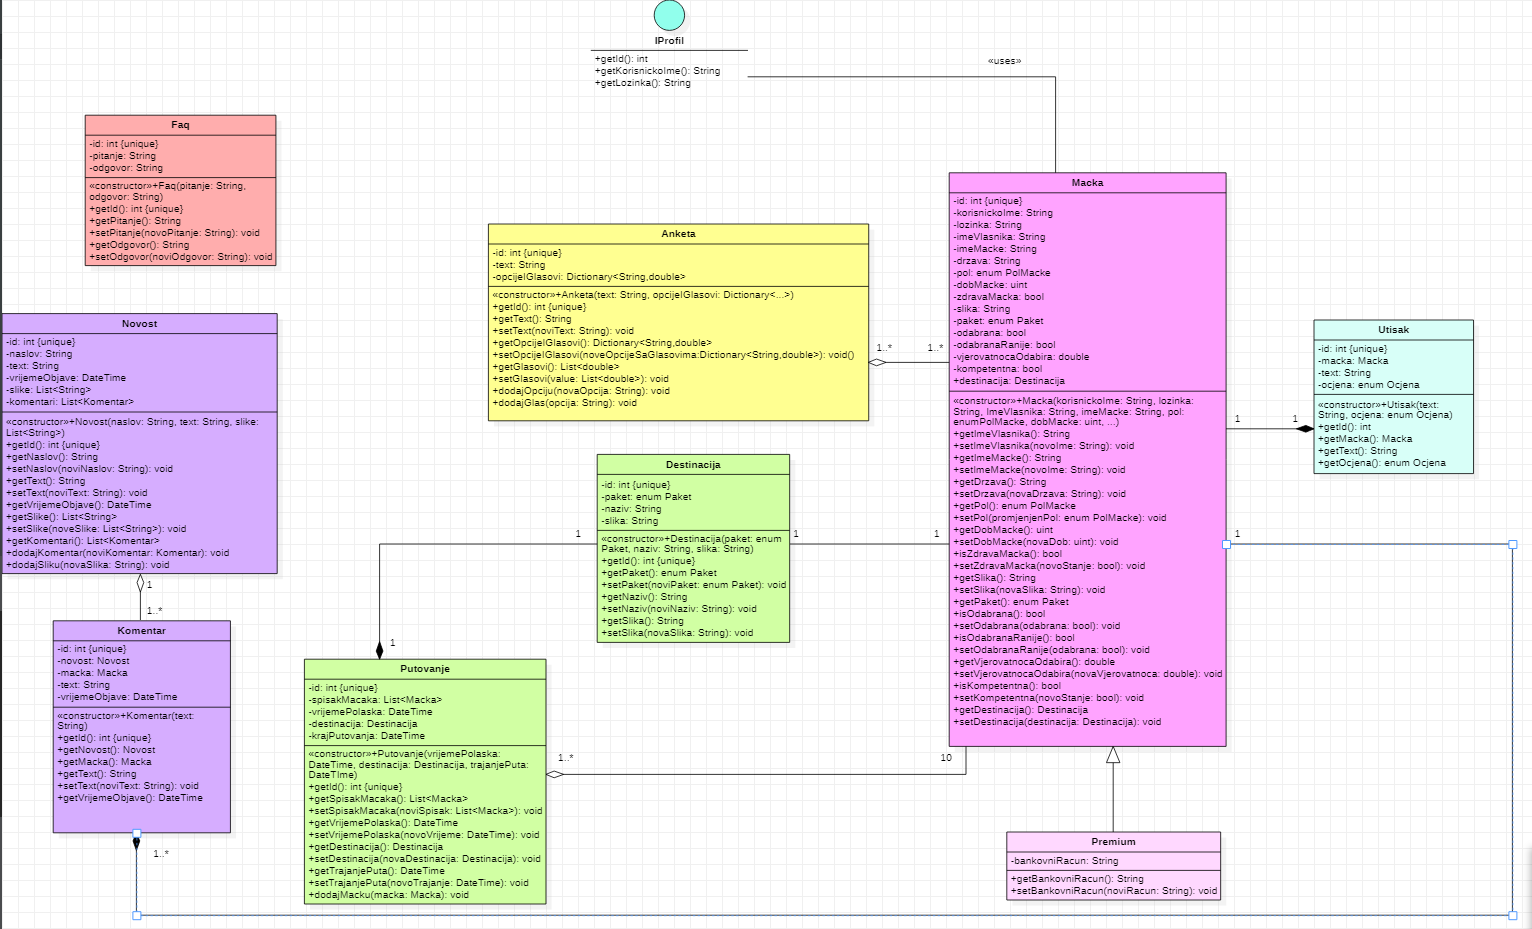 IProfil
+getId(): int
+getKorisnickoIme(): String
+getLozinka(): String
«uses»
Faq
-id: int {unique}
-pitanje: String
-odgovor: String
«constructor»+Faq(pitanje: String,
odgovor: String)
+getId(): int {unique}
+getPitanje(): String
+setPitanje(novoPitanje: String): void
+getOdgovor(): String
+setOdgovor(noviOdgovor: String): void
Anketa
-id: int {unique}
-text: String
-opcijeIGlasovi: Dictionary<String,double>
«constructor»+Anketa(text: String, opcijeIGlasovi: Dictionary<...>)
+getId(): int {unique}
+getText(): String
+setText(noviText: String): void
+getOpcijeIGlasovi(): Dictionary<String,double>
+setOpcijeIGlasovi(noveOpcijeSaGlasovima:Dictionary<String,double>): void()
+getGlasovi(): List<double>
+setGlasovi(value: List<double>): void
+dodajOpciju(novaOpcija: String): void
+dodajGlas(opcija: String): void
1..*
1..*
Macka
-id: int {unique}
-korisnickoIme: String
-lozinka: String
-imeVlasnika: String
-imeMacke: String
-drzava: String
-pol: enum PolMacke
-dobMacke: uint
-zdravaMacka: bool
-slika: String
-paket: enum Paket
-odabrana: bool
-odabranaRanije: bool
-vjerovatnocaOdabira: double
-kompetentna: bool
+destinacija: Destinacija
«constructor»+Macka(korisnickoIme: String, lozinka:
String, ImeVlasnika: String, imeMacke: String, pol:
enumPolMacke, dobMacke: uint, ...)
+getImeVlasnika(): String
+setImeVlasnika(novoIme: String): void
+getImeMacke(): String
+setImeMacke(novoIme: String): void
+getDrzava(): String
+setDrzava(novaDrzava: String): void
+getPol(): enum PolMacke
+setPol(promjenjenPol: enum PolMacke): void
+getDobMacke(): uint
+setDobMacke(novaDob: uint): void
+isZdravaMacka(): bool
+setZdravaMacka(novoStanje: bool): void
+getSlika(): String
+setSlika(novaSlika: String): void
+getPaket(): enum Paket
+isOdabrana(): bool
+setOdabrana(odabrana: bool): void
+isOdabranaRanije(): bool
+setOdabranaRanije(odabrana: bool): void
+getVjerovatnocaOdabira(): double
+setVjerovatnocaOdabira(novaVjerovatnoca: double): void
+isKompetentna(): bool
+setKompetentna(novoStanje: bool): void
+getDestinacija(): Destinacija
+setDestinacija(destinacija: Destinacija): void
Utisak
-id: int {unique}
-macka: Macka
-text: String
-ocjena: enum Ocjena
«constructor»+Utisak(text:
String, ocjena: enum Ocjena)
+getId(): int
+getMacka(): Macka
+getText(): String
+getOcjena(): enum Ocjena
1
1
Novost
-id: int {unique}
-naslov: String
-text: String
-vrijemeObjave: DateTime
-slike: List<String>
-komentari: List<Komentar>
«constructor»+Novost(naslov: String, text: String, slike:
List<String>)
+getId(): int {unique}
+getNaslov(): String
+setNaslov(noviNaslov: String): void
+getText(): String
+setText(noviText: String): void
+getVrijemeObjave(): DateTime
+getSlike(): List<String>
+setSlike(noveSlike: List<String>): void
+getKomentari(): List<Komentar>
+dodajKomentar(noviKomentar: Komentar): void
+dodajSliku(novaSlika: String): void
1
1..*
Destinacija
-id: int {unique}
-paket: enum Paket
-naziv: String
-slika: String
«constructor»+Destinacija(paket: enum
Paket, naziv: String, slika: String)
+getId(): int {unique}
+getPaket(): enum Paket
+setPaket(noviPaket: enum Paket): void
+getNaziv(): String
+setNaziv(noviNaziv: String): void
+getSlika(): String
+setSlika(novaSlika: String): void
1
1
1
1
1
Komentar
-id: int {unique}
-novost: Novost
-macka: Macka
-text: String
-vrijemeObjave: DateTime
«constructor»+Komentar(text:
String)
+getId(): int {unique}
+getNovost(): Novost
+getMacka(): Macka
+getText(): String
+setText(noviText: String): void
+getVrijemeObjave(): DateTime
1..*
Putovanje
-id: int {unique}
-spisakMacaka: List<Macka>
-vrijemePolaska: DateTime
-destinacija: Destinacija
-krajPutovanja: DateTime
«constructor»+Putovanje(vrijemePolaska:
DateTime, destinacija: Destinacija, trajanjePuta:
DateTime)
+getId(): int {unique}
+getSpisakMacaka(): List<Macka>
+setSpisakMacaka(noviSpisak: List<Macka>): void
+getVrijemePolaska(): DateTime
+setVrijemePolaska(novoVrijeme: DateTime): void
+getDestinacija(): Destinacija
+setDestinacija(novaDestinacija: Destinacija): void
+getTrajanjePuta(): DateTime
+setTrajanjePuta(novoTrajanje: DateTime): void
+dodajMacku(macka: Macka): void
1..*
10
Premium
-bankovniRacun: String
+getBankovniRacun(): String
+setBankovniRacun(noviRacun: String): void